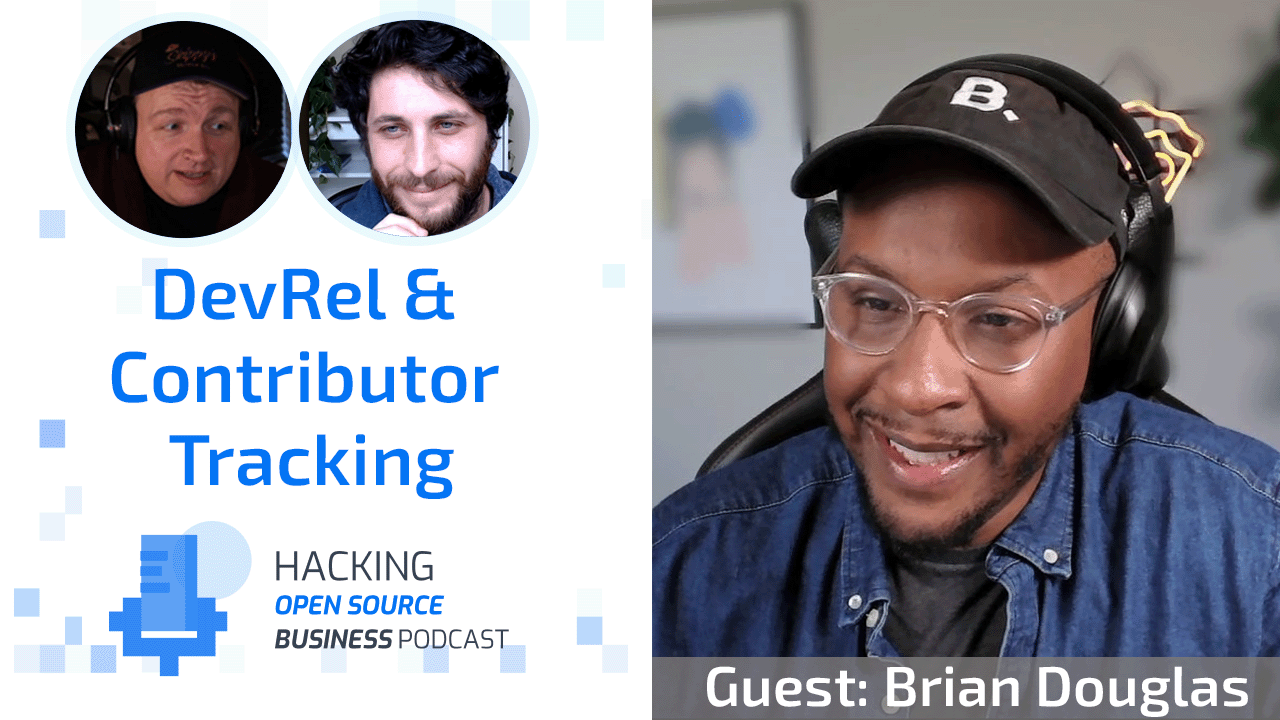 DevRel &
Contributor
Tracking
HACKING
OPEN SOURCE
BUSINESS PODCAST
B.
Guest: Brian Douglas